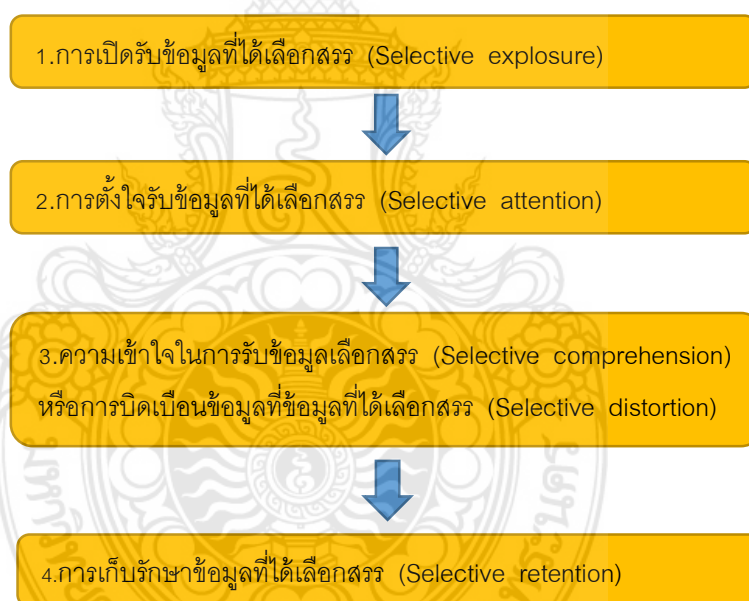 1.การเปิดรับข้อมูลที่ได้เลือกสรร (Selective explosure)
2.การตั้งใจรับข้อมูลที่ได้เลือกสรร (Selective attention)
3.ความเข้าใจในการรับข้อมูลเลือกสรร (Selective comprehension)
หรือการบิดเบือนข้อมูลที่ข้อมูลที่ได้เลือกสรร (Selective distortion)
4.การเก็บรักษาข้อมูลที่ได้เลือกสรร (Selective retention)